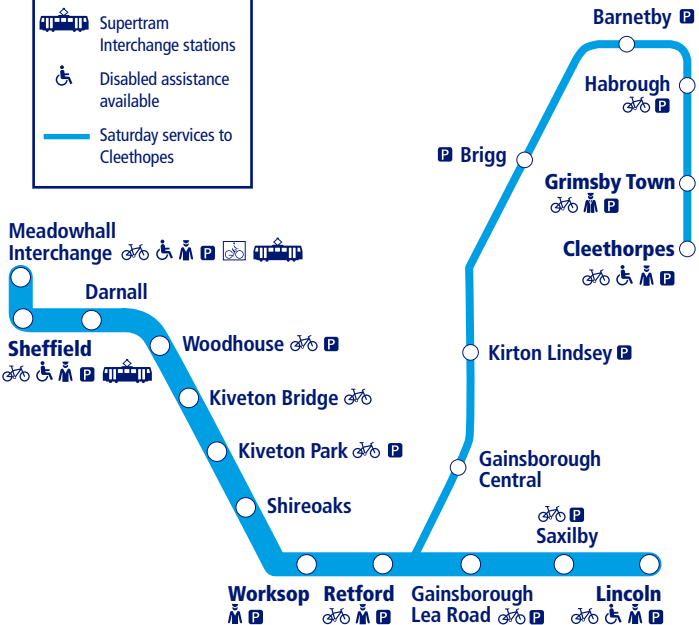 Supertram
Interchange stations
Disabled assistance
available
Saturday services to
Cleethopes
Barnetby P
Habrough
P
P Brigg
Grimsby Town
P
Cleethorpes
P
Meadowhall
Interchange P
Darnall
Sheffield
P
Woodhouse P
Kiveton Bridge
Kirton Lindsey P
Kiveton Park P
Gainsborough
Central
Shireoaks
P
Saxilby
Worksop
P
Retford
P
Gainsborough
Lea Road P
Lincoln
P